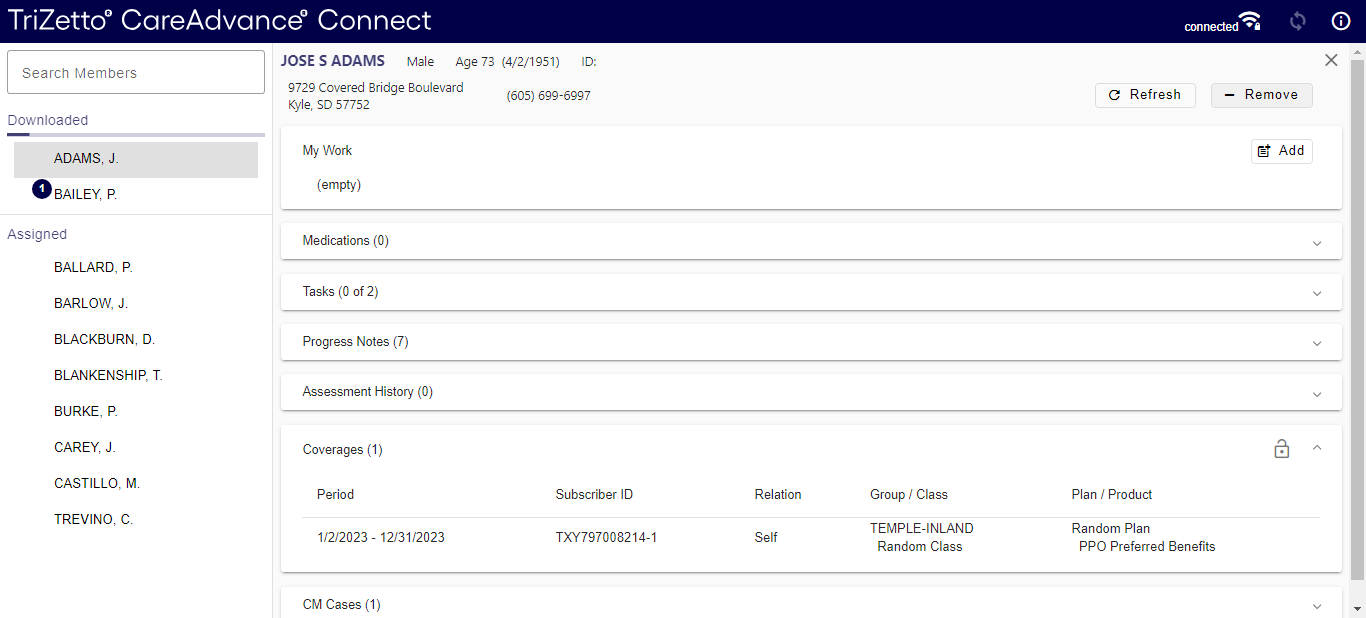 TriZetto® CareAdvance® Connect
connected
Search Members
Downloaded
ADAMS, J.
1
BAILEY, P.
Assigned
BALLARD, P.
BARLOW, J.
BLACKBURN, D.
BLANKENSHIP, T.
BURKE, P.
CAREY, J.
CASTILLO, M.
TREVINO, C.
JOSE S ADAMS Male Age 73 (4/2/1951) ID:
9729 Covered Bridge Boulevard
Kyle, SD 57752
(605) 699-6997
Refresh
Remove
My Work
Add
(empty)
Medications (0)
Tasks (0 of 2)
Progress Notes (7)
Assessment History (0)
Coverages (1)
Period Subscriber ID Relation Group / Class Plan / Product
1/2/2023 - 12/31/2023 TXY797008214-1 Self
TEMPLE-INLAND
Random Class
Random Plan
PPO Preferred Benefits
CM Cases (1)